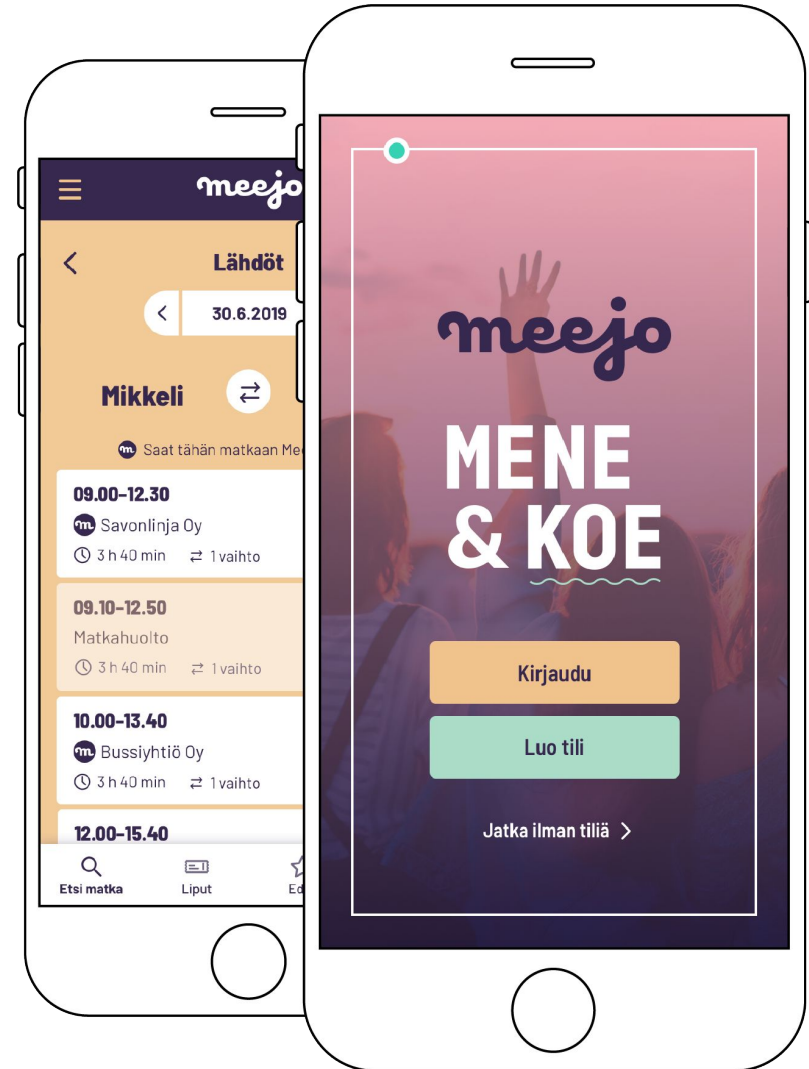 meejo
Lähdöt
30.6.2019
Mikkeli
Saat tähän matkaan
09.00–12.30
m Savonlinja Oy
3 h 40 min 1 vaihto
09.10–12.50
Matkahuolto
3 h 40 min 1 vaihto
10.00–13.40
m Bussiyhtiö Oy
3 h 40 min 1 vaihto
12.00–15.40
Etsi matka
Liput
meejo
MENE
& KOE
Kirjaudu
Luo tili
Jatka ilman tiliä